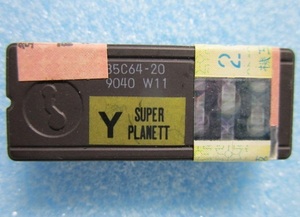 85C64-20
9040 W11
Y SUPER
PLANETT
2